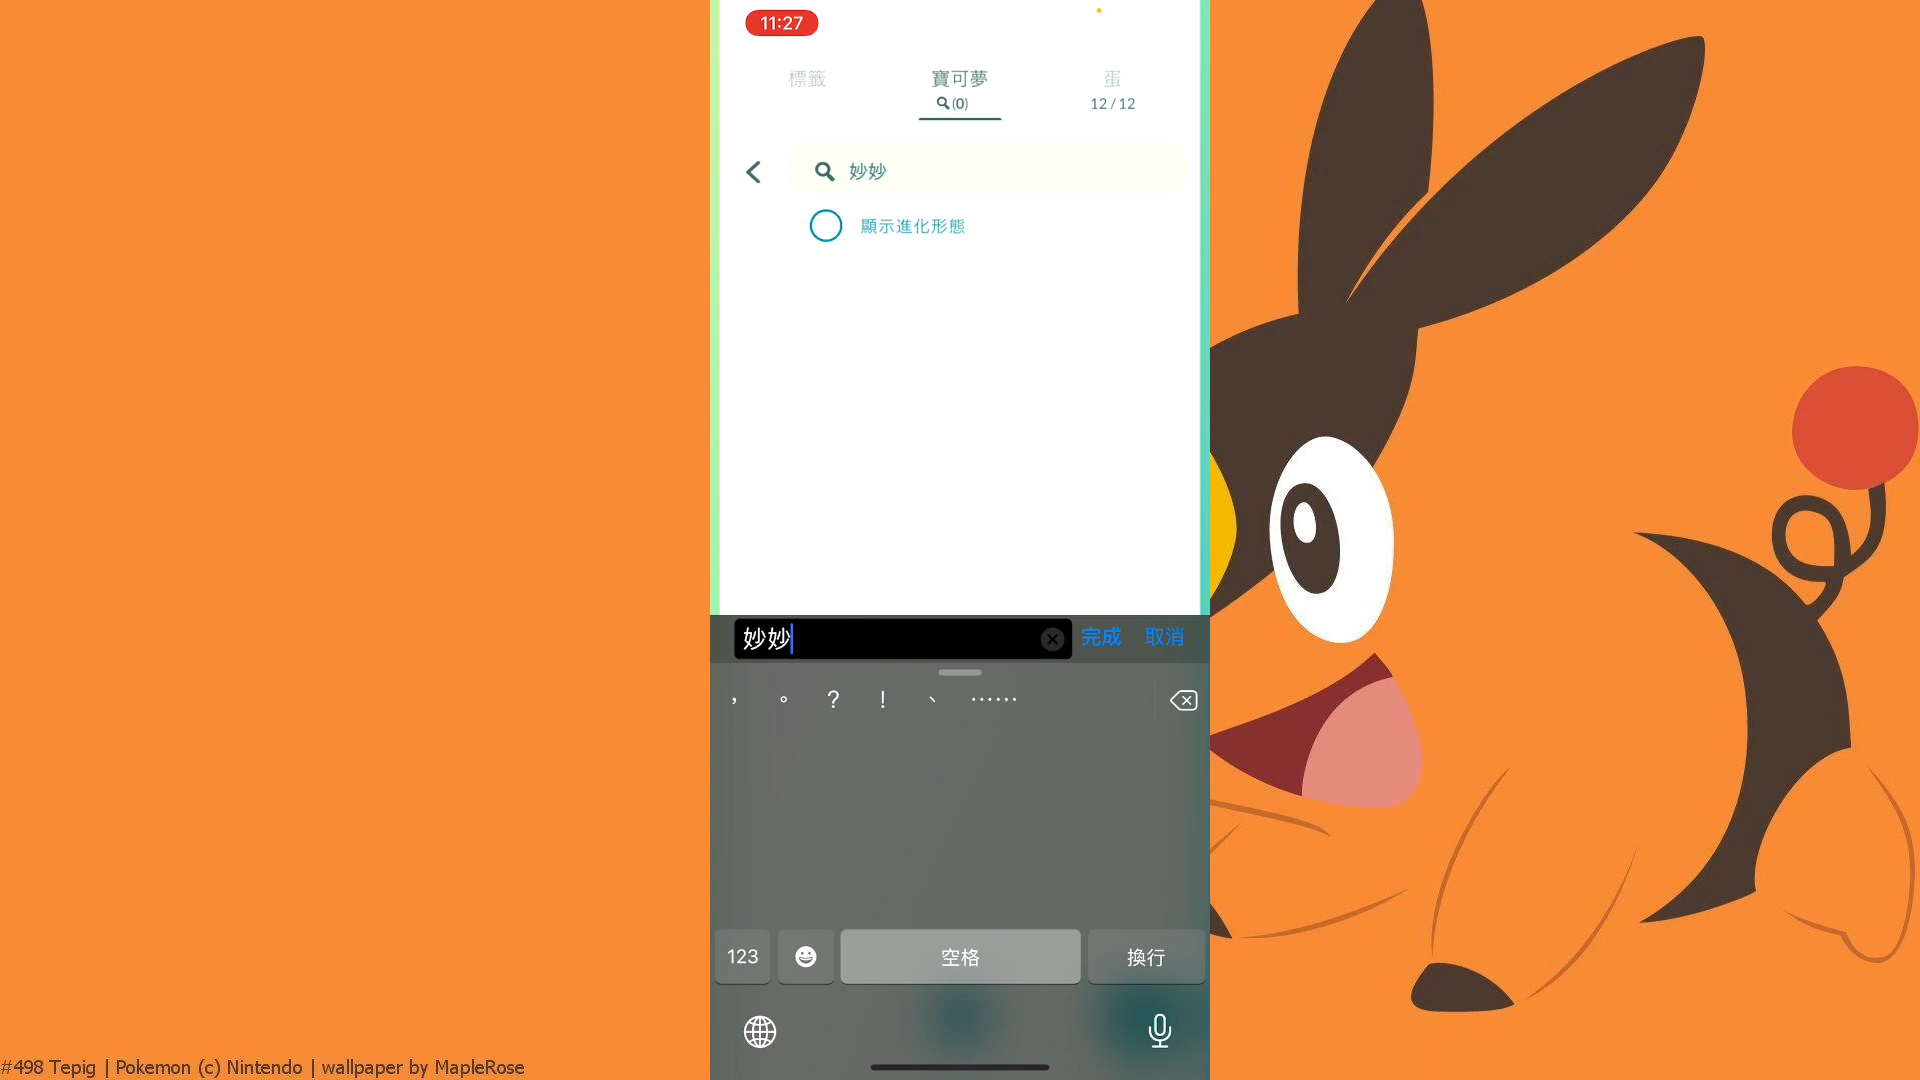 11:27
標籤 寶可夢 蛋
(0) 12 / 12
妙妙
顯示進化形態
妙妙 完成 取消
， 。 ? ! 、 ……
123 空格 換行
#498 Tepig | Pokemon (c) Nintendo | wallpaper by MapleRose